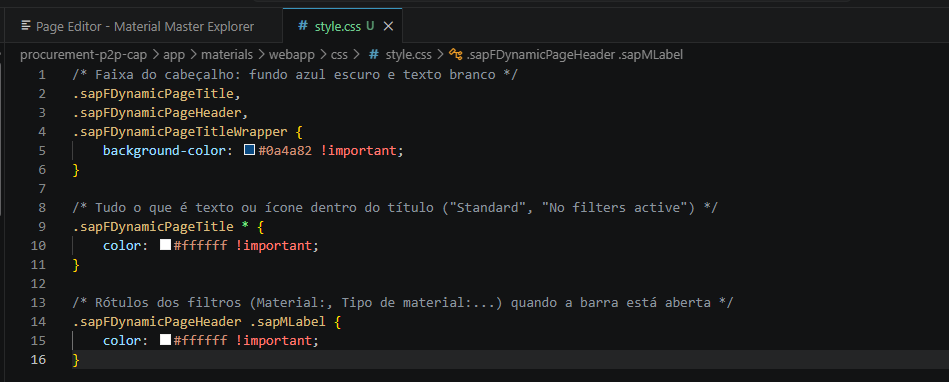 Page Editor - Material Master Explorer
# style.css U ×
procurement-p2p-cap > app > materials > webapp > css > # style.css > .sapFDynamicPageHeader .sapMLabel
1 /* Faixa do cabeçalho: fundo azul escuro e texto branco */
2 .sapFDynamicPageTitle,
3 .sapFDynamicPageHeader,
4 .sapFDynamicPageTitleWrapper {
5 background-color: #0a4a82 !important;
6 }
7
8 /* Tudo o que é texto ou ícone dentro do título ("Standard", "No filters active") */
9 .sapFDynamicPageTitle * {
10 color: #ffffff !important;
11 }
12
13 /* Rótulos dos filtros (Material:, Tipo de material:...) quando a barra está aberta */
14 .sapFDynamicPageHeader .sapMLabel {
15 color: #ffffff !important;
16 }